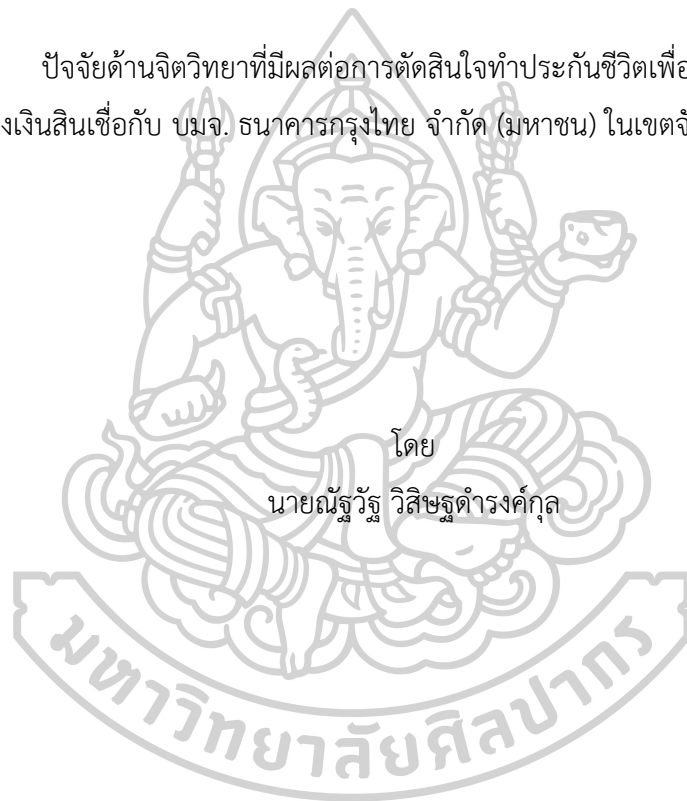 ปัจจัยด้านจิตวิทยาที่มีผลต่อการตัดสินใจทำประกันชีวิตเพื่อ
งเงินสินเชื่อกับ บมจ. ธนาคารกรุงไทย จำกัด (มหาชน) ในเขตจั
โดย
นายณัฐวัฐ วิสิษฐดำรงค์กุล
มหาวิทยาลัยศิลปากร